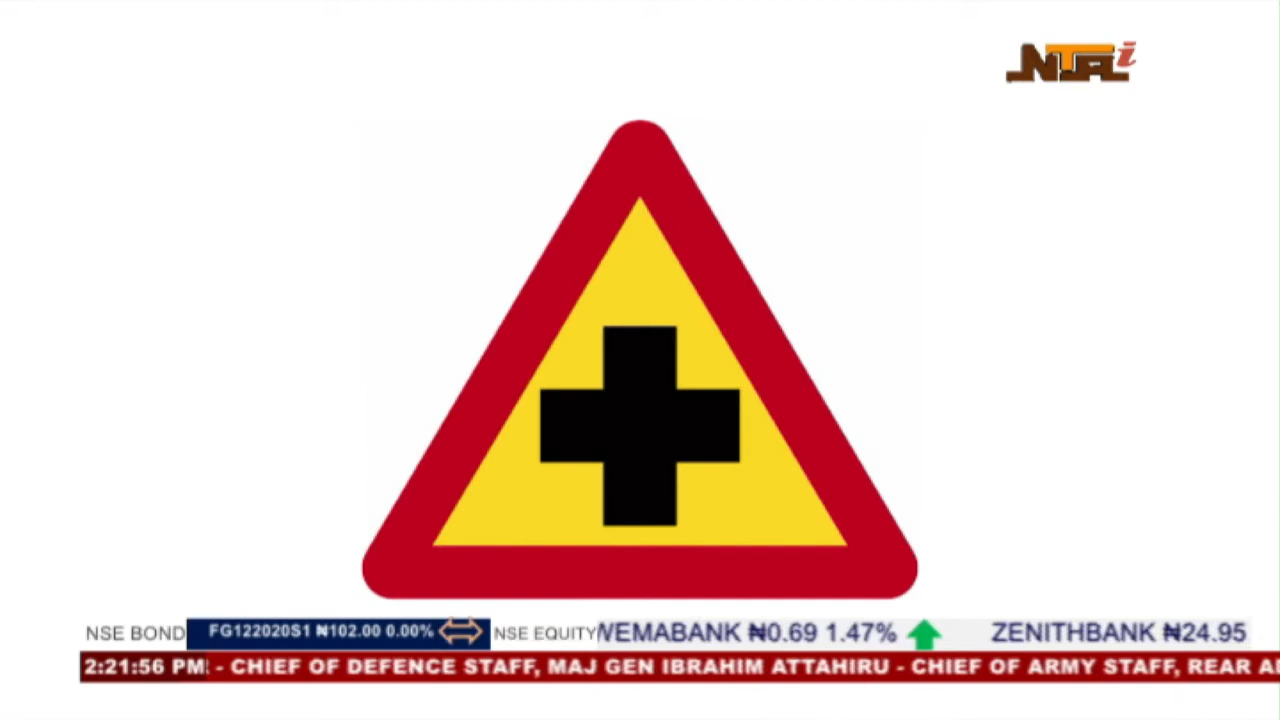 NTAi
NSE BOND FG122020S1 ₦102.00 0.00% NSE EQUITY WEMABANK ₦0.69 1.47% ZENITHBANK ₦24.95
2:21:56 PM - CHIEF OF DEFENCE STAFF, MAJ GEN IBRAHIM ATTAHIRU - CHIEF OF ARMY STAFF, REAR